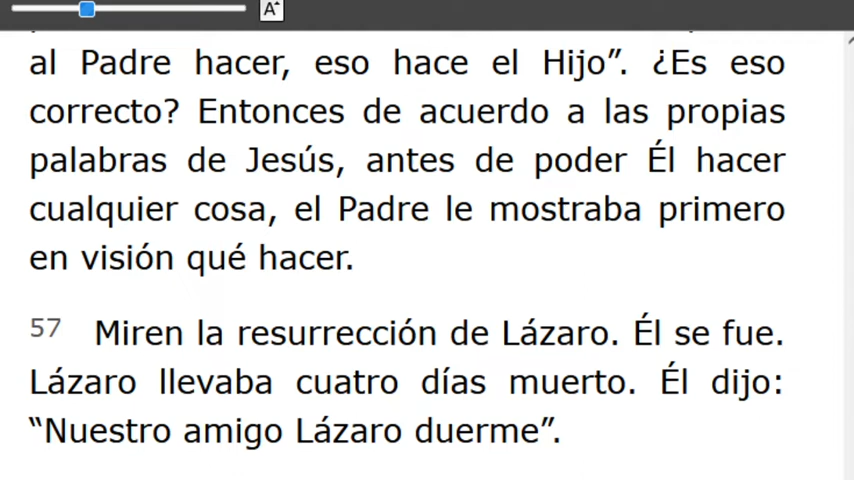 A
al Padre hacer, eso hace el Hijo”. ¿Es eso
correcto? Entonces de acuerdo a las propias
palabras de Jesús, antes de poder Él hacer
cualquier cosa, el Padre le mostraba primero
en visión qué hacer.
57 Miren la resurrección de Lázaro. Él se fue.
Lázaro llevaba cuatro días muerto. Él dijo:
“Nuestro amigo Lázaro duerme”.